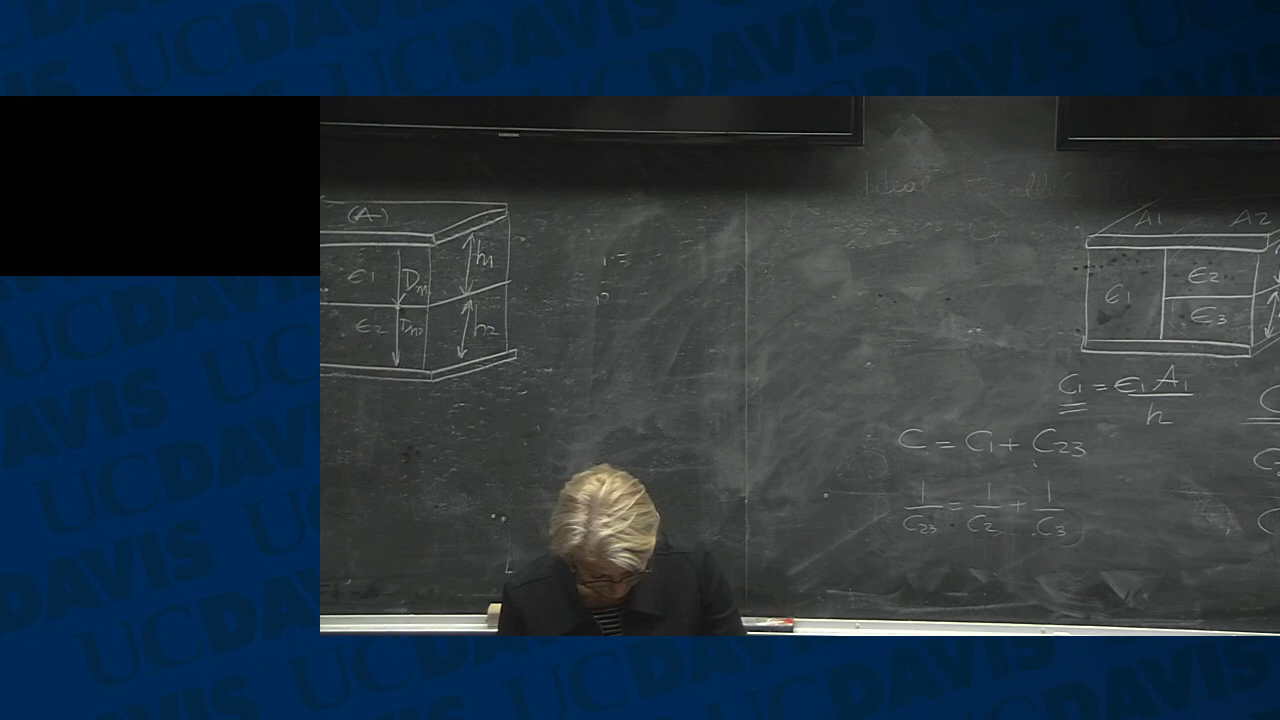 UCDAVIS
(A)
h1
ϵ1
Dn1
ϵ2
Dn2
h2
A1
A2
ϵ1
ϵ2
ϵ3
C1 = ϵ1 A1 / h
C = C1 + C23
1/C23 = 1/C2 + 1/C3